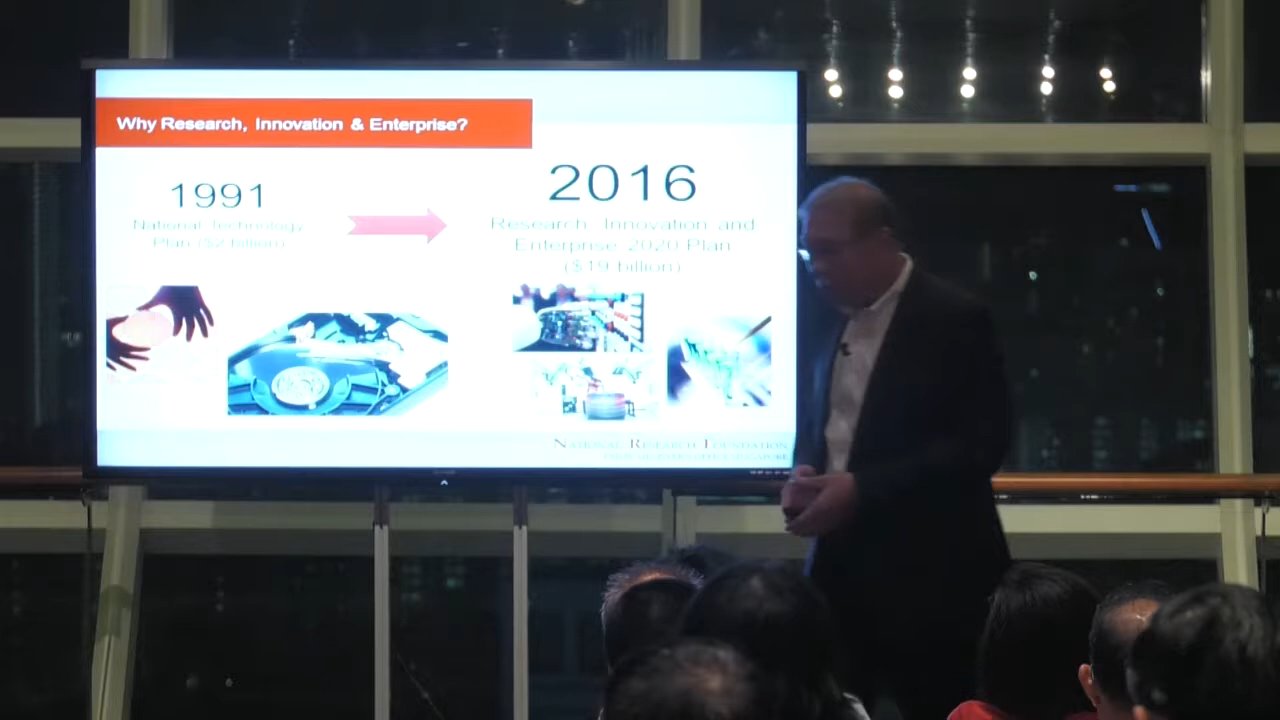 Why Research, Innovation & Enterprise?
1991
National Technology
Plan ($2 billion)
2016
Research Innovation and
Enterprise 2020 Plan
($19 billion)
National Research Foundation